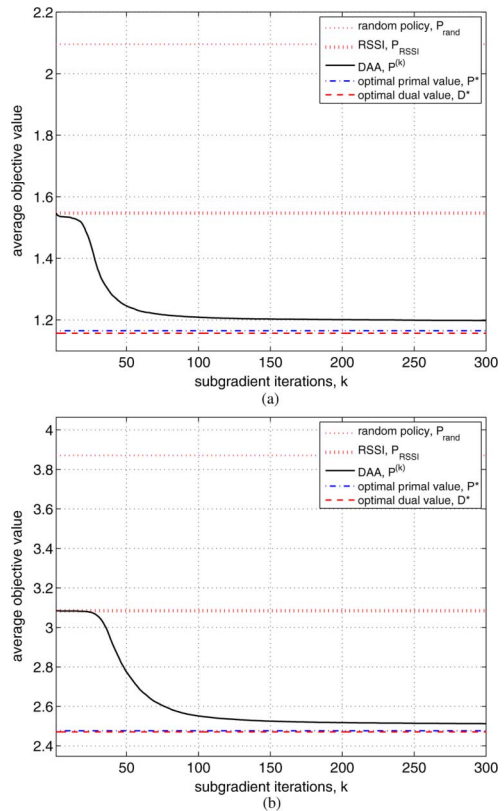 2.2
2
1.8
1.6
1.4
1.2
average objective value
random policy, P_rand
RSSI, P_RSSI
DAA, P^(k)
optimal primal value, P*
optimal dual value, D*
50 100 150 200 250 300
subgradient iterations, k
(a)
4
3.8
3.6
3.4
3.2
3
2.8
2.6
2.4
average objective value
random policy, P_rand
RSSI, P_RSSI
DAA, P^(k)
optimal primal value, P*
optimal dual value, D*
50 100 150 200 250 300
subgradient iterations, k
(b)